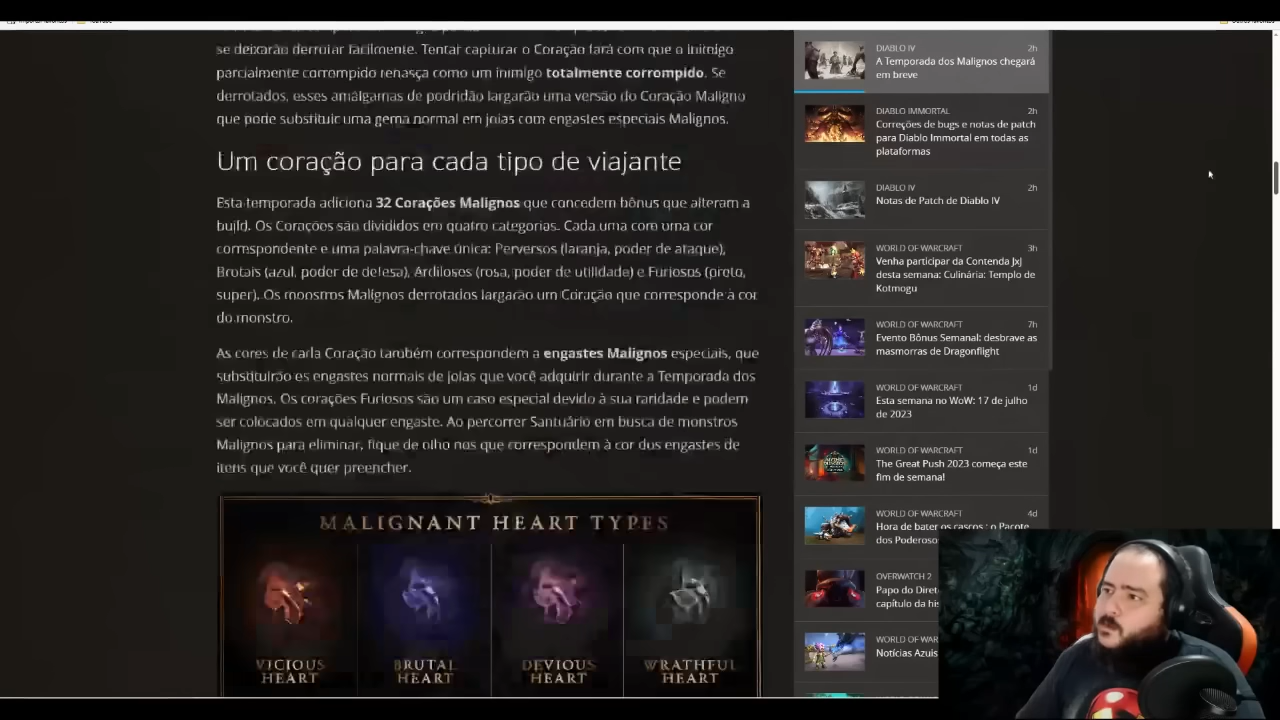 se deixarão derrotar facilmente. Tentar capturar o Coração fará com que o inimigo
parcialmente corrompido renasça como um inimigo totalmente corrompido. Se
derrotados, esses amálgamas de podridão largarão uma versão do Coração Maligno
que pode substituir uma gema normal em joias com engastes especiais Malignos.
Um coração para cada tipo de viajante
Esta temporada adiciona 32 Corações Malignos que concedem bônus que alteram a
build. Os Corações são divididos em quatro categorias. Cada uma com uma cor
correspondente e uma palavra-chave única: Perversos (laranja, poder de ataque),
Brutais (azul, poder de defesa), Ardilosos (rosa, poder de utilidade) e Furiosos (preto,
super). Os monstros Malignos derrotados largarão um Coração que corresponde à cor
do monstro.
As cores de cada Coração também correspondem a engastes Malignos especiais, que
substituirão os engastes normais de joias que você adquirir durante a Temporada dos
Malignos. Os corações Furiosos são um caso especial devido à sua raridade e podem
ser colocados em qualquer engaste. Ao percorrer Santuário em busca de monstros
Malignos para eliminar, fique de olho nos que correspondem à cor dos engastes de
itens que você quer preencher.
MALIGNANT HEART TYPES
VICIOUS HEART
BRUTAL HEART
DEVIOUS HEART
WRATHFUL HEART
DIABLO IV 2h
A Temporada dos Malignos chegará
em breve
DIABLO IMMORTAL 2h
Correções de bugs e notas de patch
para Diablo Immortal em todas as
plataformas
DIABLO IV 2h
Notas de Patch de Diablo IV
WORLD OF WARCRAFT 3h
Venha participar da Contenda JxJ
desta semana: Culinária: Templo de
Kotmogu
WORLD OF WARCRAFT 7h
Evento Bônus Semanal: desbrave as
masmorras de Dragonflight
WORLD OF WARCRAFT 1d
Esta semana no WoW: 17 de julho
de 2023
WORLD OF WARCRAFT 1d
The Great Push 2023 começa este
fim de semana!
WORLD OF WARCRAFT 4d
Hora de bater os cascos : o Pacote
dos Poderoso
OVERWATCH 2
Papo do Diret
capítulo da his
WORLD OF WAR
Notícias Azuis